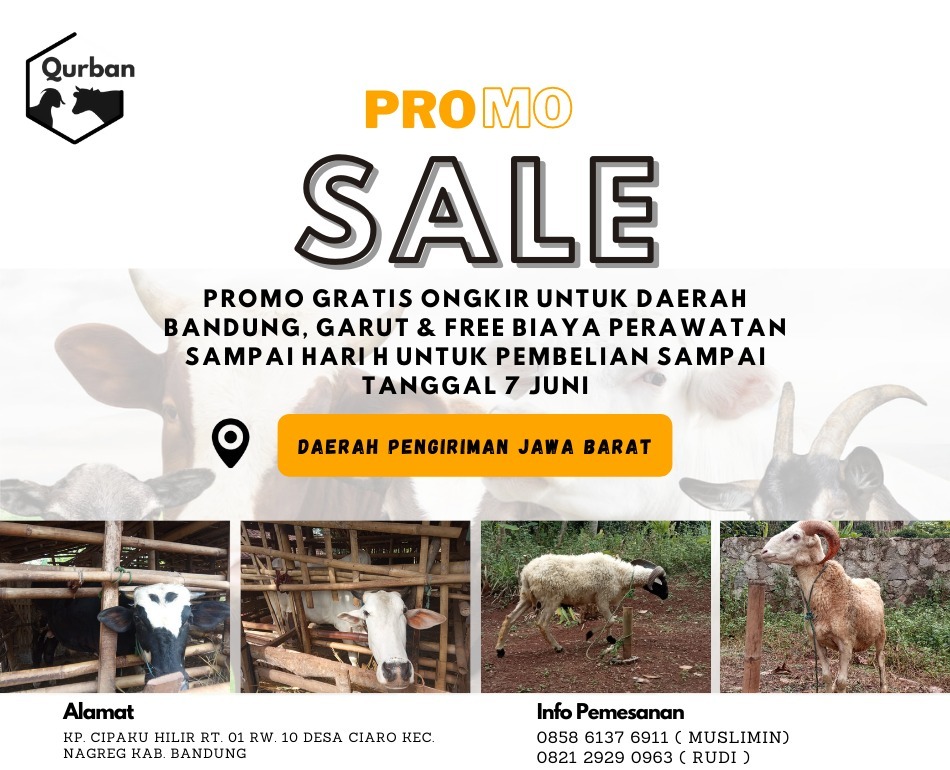 Qurban
PROMO
SALE
PROMO GRATIS ONGKIR UNTUK DAERAH
BANDUNG, GARUT & FREE BIAYA PERAWATAN
SAMPAI HARI H UNTUK PEMBELIAN SAMPAI
TANGGAL 7 JUNI
DAERAH PENGIRIMAN JAWA BARAT
Alamat
KP. CIPAKU HILIR RT. 01 RW. 10 DESA CIARO KEC.
NAGREG KAB. BANDUNG
Info Pemesanan
0858 6137 6911 ( MUSLIMIN)
0821 2929 0963 ( RUDI )